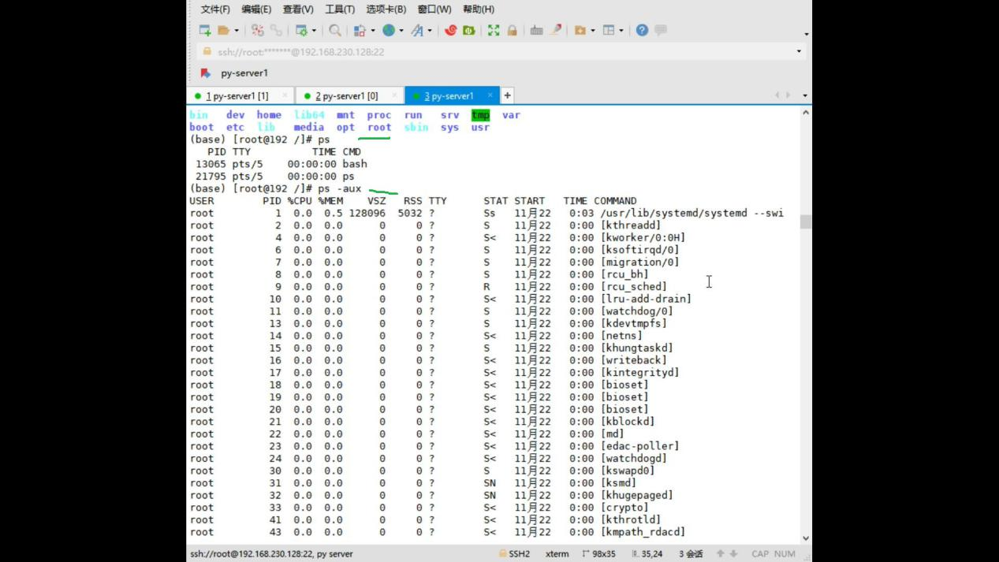 文件(F) 编辑(E) 查看(V) 工具(T) 选项卡(B) 窗口(W) 帮助(H)
ssh://root:*******@192.168.230.128:22
py-server1
1 py-server1 [1] × 2 py-server1 [0] × 3 py-server1 × +
bin dev home lib64 mnt proc run srv tmp var
boot etc lib media opt root sbin sys usr
(base) [root@192 /]# ps
PID TTY TIME CMD
13065 pts/5 00:00:00 bash
21795 pts/5 00:00:00 ps
(base) [root@192 /]# ps -aux
USER PID %CPU %MEM VSZ RSS TTY STAT START TIME COMMAND
root 1 0.0 0.5 128096 5032 ? Ss 11月22 0:03 /usr/lib/systemd/systemd --swi
root 2 0.0 0.0 0 0 ? S 11月22 0:00 [kthreadd]
root 4 0.0 0.0 0 0 ? S< 11月22 0:00 [kworker/0:0H]
root 6 0.0 0.0 0 0 ? S 11月22 0:00 [ksoftirqd/0]
root 7 0.0 0.0 0 0 ? S 11月22 0:00 [migration/0]
root 8 0.0 0.0 0 0 ? S 11月22 0:00 [rcu_bh]
root 9 0.0 0.0 0 0 ? R 11月22 0:00 [rcu_sched]
root 10 0.0 0.0 0 0 ? S< 11月22 0:00 [lru-add-drain]
root 11 0.0 0.0 0 0 ? S 11月22 0:00 [watchdog/0]
root 13 0.0 0.0 0 0 ? S 11月22 0:00 [kdevtmpfs]
root 14 0.0 0.0 0 0 ? S< 11月22 0:00 [netns]
root 15 0.0 0.0 0 0 ? S 11月22 0:00 [khungtaskd]
root 16 0.0 0.0 0 0 ? S< 11月22 0:00 [writeback]
root 17 0.0 0.0 0 0 ? S< 11月22 0:00 [kintegrityd]
root 18 0.0 0.0 0 0 ? S< 11月22 0:00 [bioset]
root 19 0.0 0.0 0 0 ? S< 11月22 0:00 [bioset]
root 20 0.0 0.0 0 0 ? S< 11月22 0:00 [bioset]
root 21 0.0 0.0 0 0 ? S< 11月22 0:00 [kblockd]
root 22 0.0 0.0 0 0 ? S< 11月22 0:00 [md]
root 23 0.0 0.0 0 0 ? S< 11月22 0:00 [edac-poller]
root 24 0.0 0.0 0 0 ? S< 11月22 0:00 [watchdogd]
root 30 0.0 0.0 0 0 ? S 11月22 0:00 [kswapd0]
root 31 0.0 0.0 0 0 ? SN 11月22 0:00 [ksmd]
root 32 0.0 0.0 0 0 ? SN 11月22 0:00 [khugepaged]
root 33 0.0 0.0 0 0 ? S< 11月22 0:00 [crypto]
root 41 0.0 0.0 0 0 ? S< 11月22 0:00 [kthrotld]
root 43 0.0 0.0 0 0 ? S< 11月22 0:00 [kmpath_rdacd]
ssh://root@192.168.230.128:22, py server SSH2 xterm 98x35 35,24 3 会话 CAP NUM